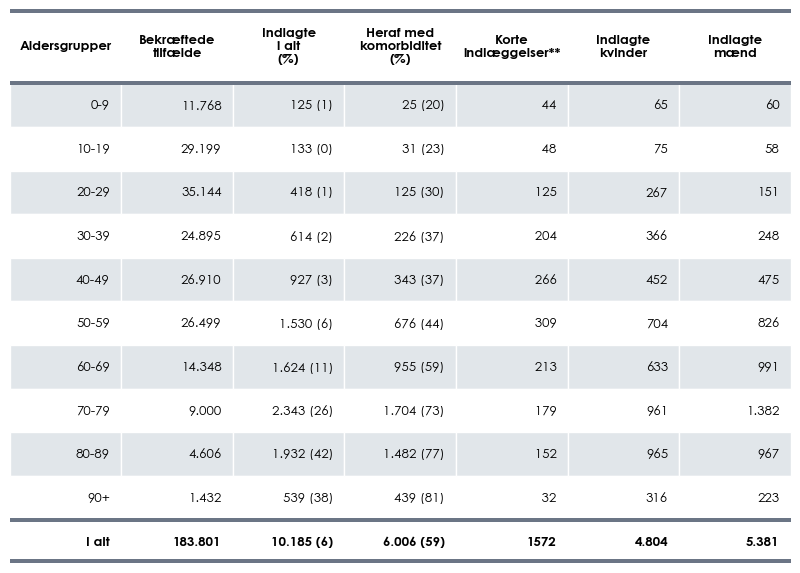 Aldersgrupper Bekræftede tilfælde Indlagte I alt (%) Heraf med komorbiditet (%) Korte indlæggelser** Indlagte kvinder Indlagte mænd
0-9 11.768 125 (1) 25 (20) 44 65 60
10-19 29.199 133 (0) 31 (23) 48 75 58
20-29 35.144 418 (1) 125 (30) 125 267 151
30-39 24.895 614 (2) 226 (37) 204 366 248
40-49 26.910 927 (3) 343 (37) 266 452 475
50-59 26.499 1.530 (6) 676 (44) 309 704 826
60-69 14.348 1.624 (11) 955 (59) 213 633 991
70-79 9.000 2.343 (26) 1.704 (73) 179 961 1.382
80-89 4.606 1.932 (42) 1.482 (77) 152 965 967
90+ 1.432 539 (38) 439 (81) 32 316 223
I alt 183.801 10.185 (6) 6.006 (59) 1572 4.804 5.381